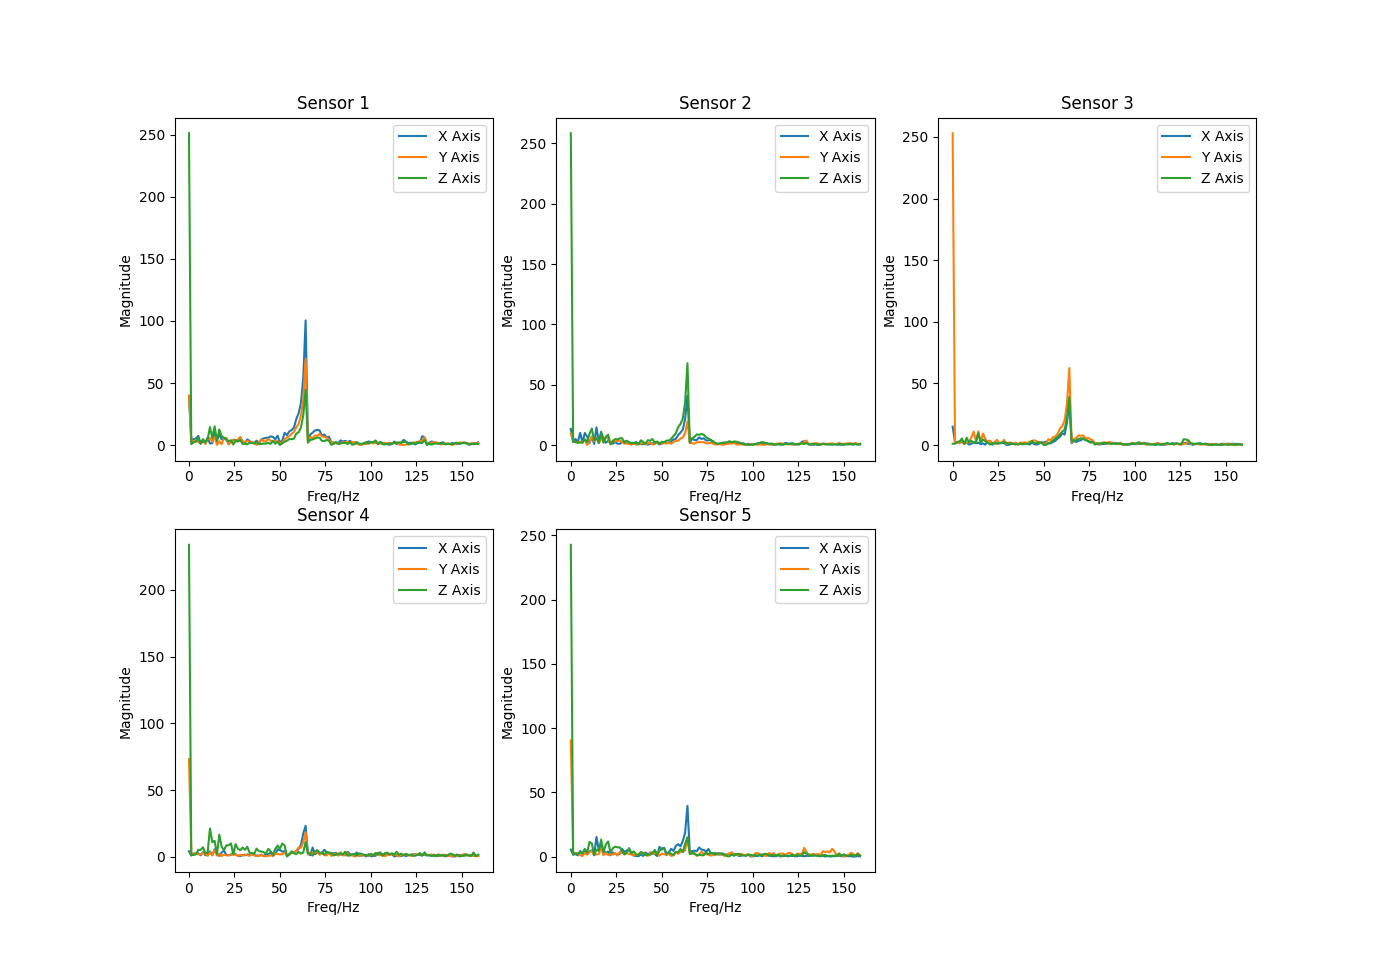 Sensor 1
250
200
150
100
50
0
Magnitude
X Axis
Y Axis
Z Axis
0 25 50 75 100 125 150
Freq/Hz
Sensor 2
250
200
150
100
50
0
Magnitude
X Axis
Y Axis
Z Axis
0 25 50 75 100 125 150
Freq/Hz
Sensor 3
250
200
150
100
50
0
Magnitude
X Axis
Y Axis
Z Axis
0 25 50 75 100 125 150
Freq/Hz
Sensor 4
200
150
100
50
0
Magnitude
X Axis
Y Axis
Z Axis
0 25 50 75 100 125 150
Freq/Hz
Sensor 5
250
200
150
100
50
0
Magnitude
X Axis
Y Axis
Z Axis
0 25 50 75 100 125 150
Freq/Hz